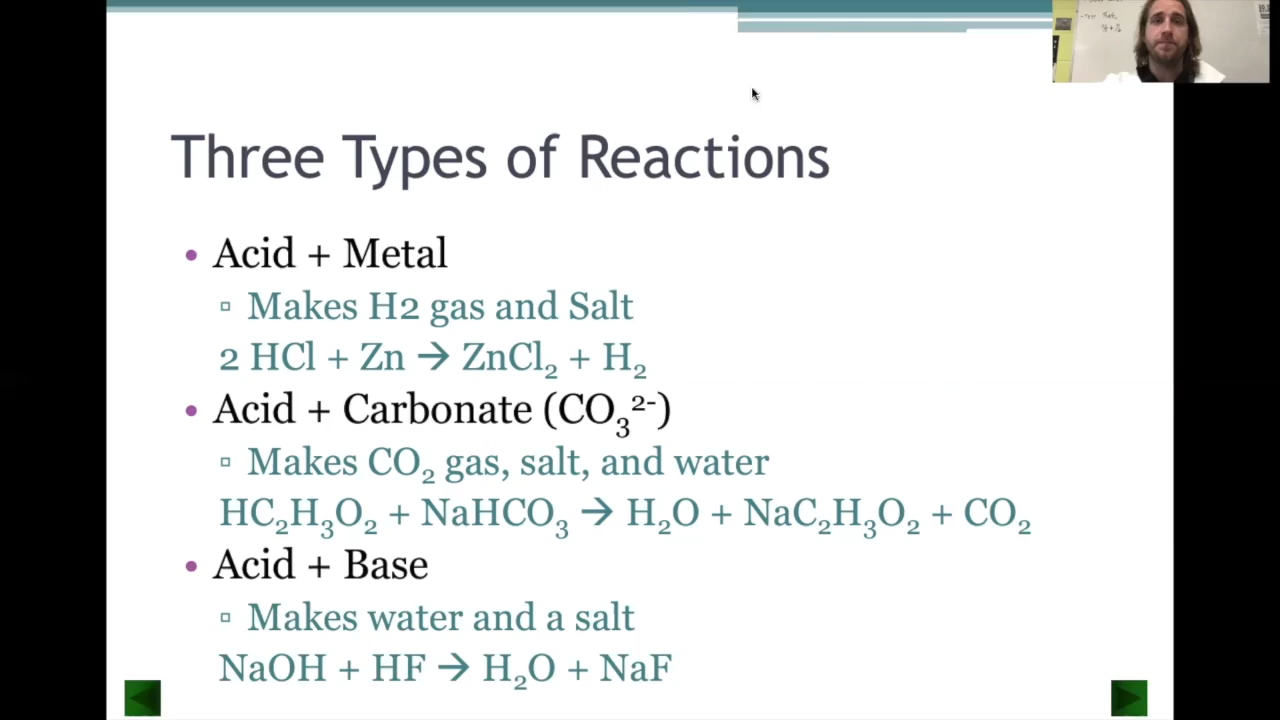 Three Types of Reactions
• Acid + Metal
▫ Makes H2 gas and Salt
2 HCl + Zn → ZnCl₂ + H₂
• Acid + Carbonate (CO₃²⁻)
▫ Makes CO₂ gas, salt, and water
HC₂H₃O₂ + NaHCO₃ → H₂O + NaC₂H₃O₂ + CO₂
• Acid + Base
▫ Makes water and a salt
NaOH + HF → H₂O + NaF